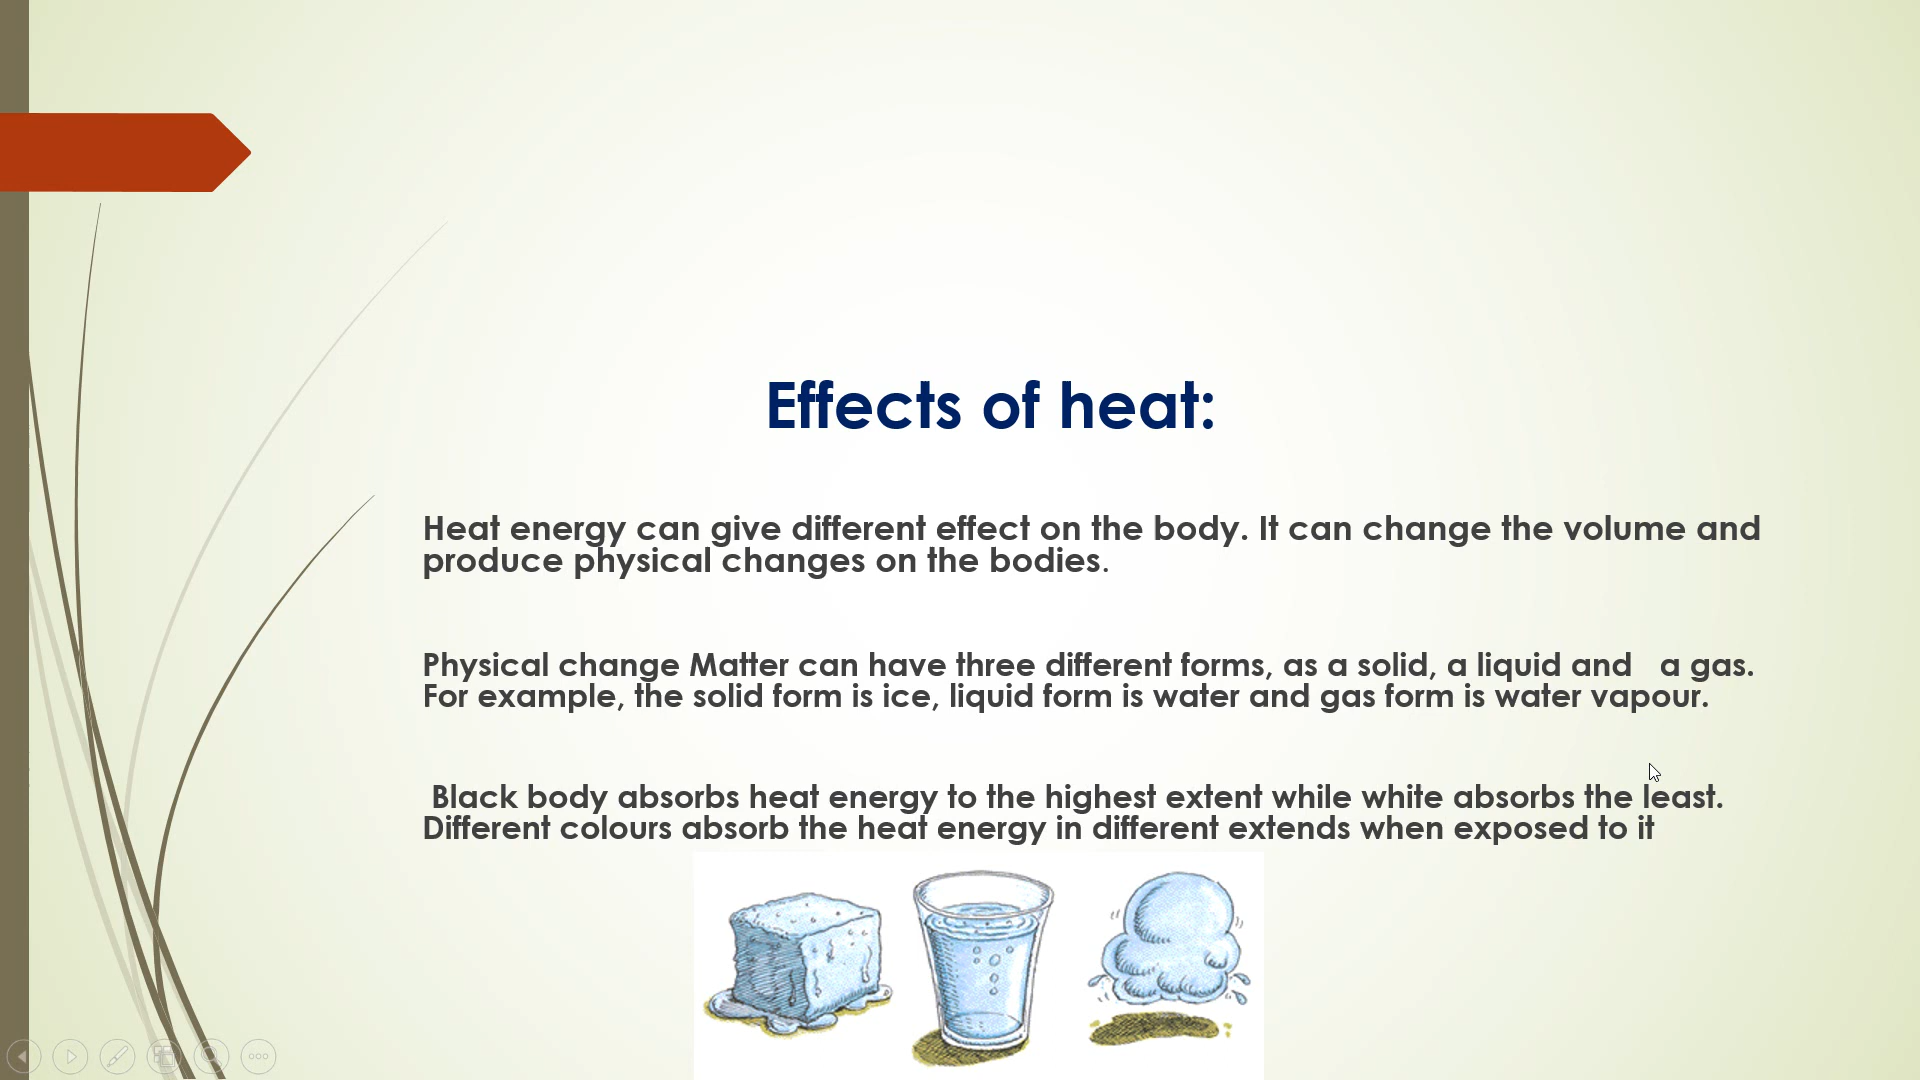 Effects of heat:
Heat energy can give different effect on the body. It can change the volume and
produce physical changes on the bodies.
Physical change Matter can have three different forms, as a solid, a liquid and   a gas.
For example, the solid form is ice, liquid form is water and gas form is water vapour.
Black body absorbs heat energy to the highest extent while white absorbs the least.
Different colours absorb the heat energy in different extends when exposed to it